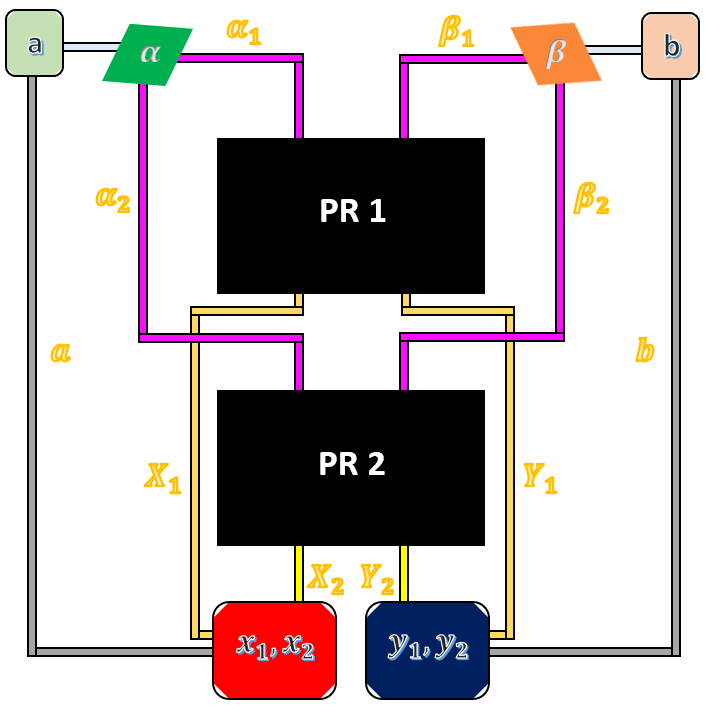 a α α₁ β₁ β b
PR 1
α₂ β₂
a b
PR 2
X₁ Y₁
X₂ Y₂
x₁, x₂ y₁, y₂